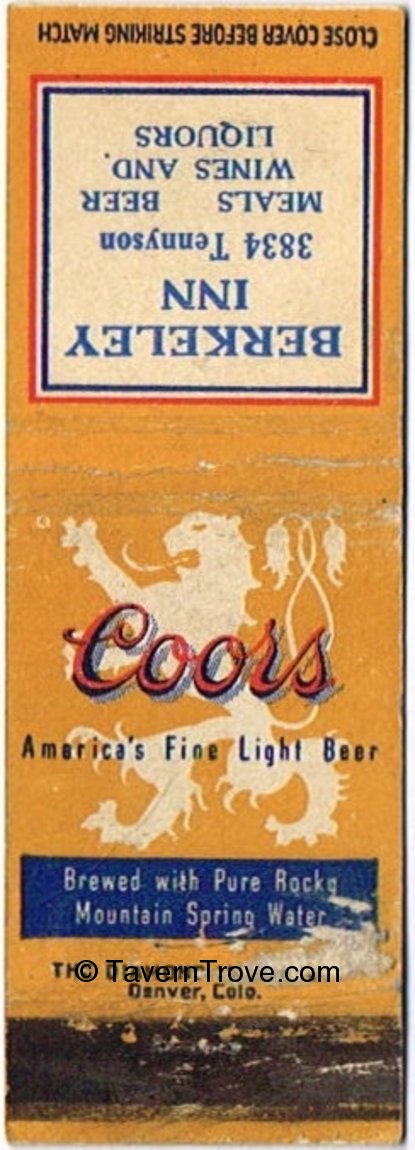 CLOSE COVER BEFORE STRIKING MATCH
BERKELEY
INN
3834 Tennyson
MEALS BEER
WINES AND
LIQUORS
Coors
America's Fine Light Beer
Brewed with Pure Rocky
Mountain Spring Water
© TavernTrove.com
Denver, Colo.